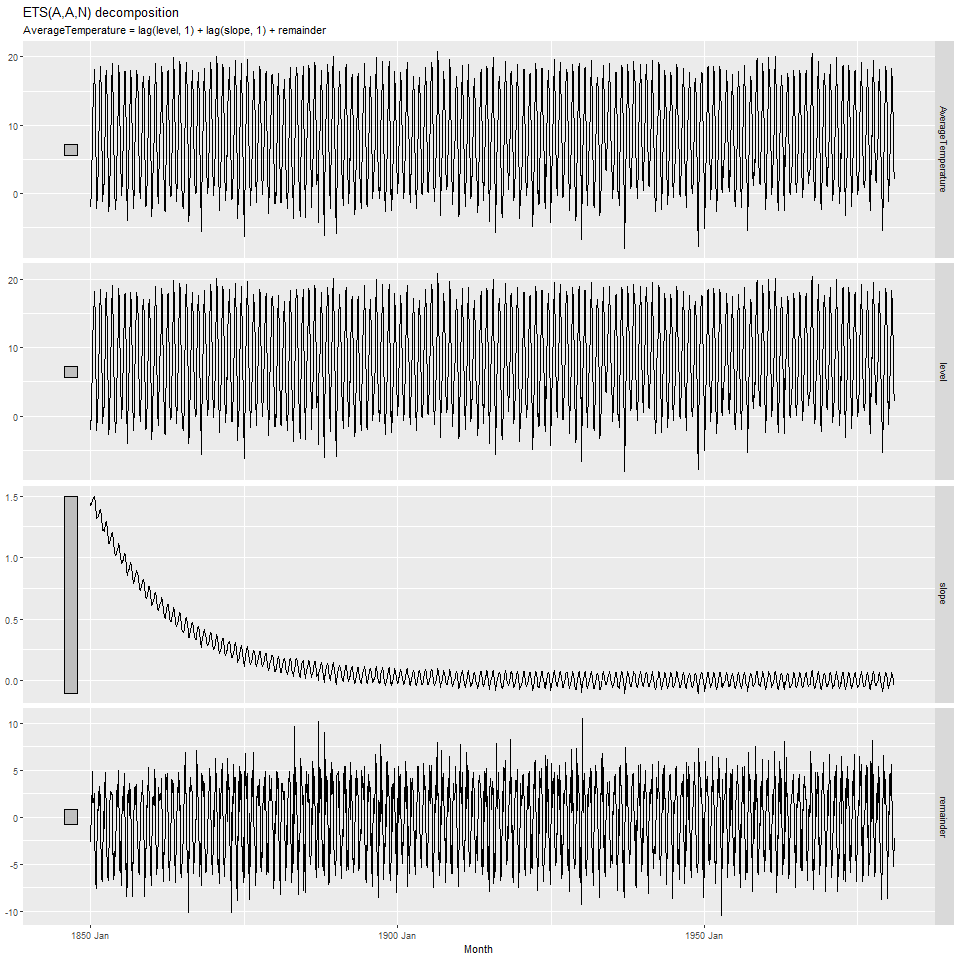 ETS(A,A,N) decomposition
AverageTemperature = lag(level, 1) + lag(slope, 1) + remainder
20
10
0
AverageTemperature
20
10
0
level
1.5
1.0
0.5
0.0
slope
10
5
0
-5
-10
remainder
1850 Jan 1900 Jan 1950 Jan
Month